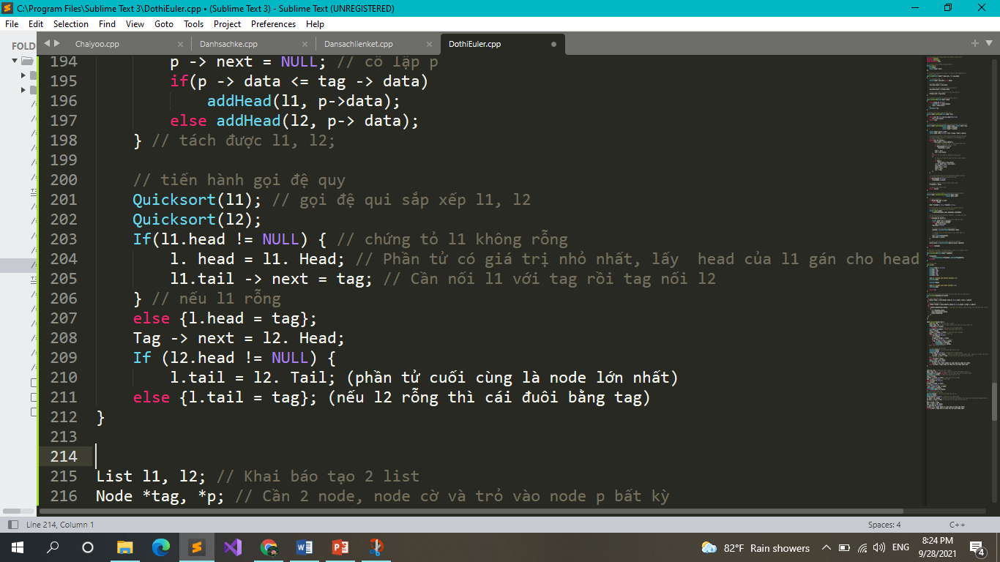 C:\Program Files\Sublime Text 3\DothiEuler.cpp • (Sublime Text 3) - Sublime Text (UNREGISTERED)
File Edit Selection Find View Goto Tools Project Preferences Help
FOLD
Chaiyoo.cpp Danhsachke.cpp Dansachlienket.cpp DothiEuler.cpp
194 p -> next = NULL; // cô lập p
195 if(p -> data <= tag -> data)
196 addHead(l1, p->data);
197 else addHead(l2, p-> data);
198 } // tách được l1, l2;
199
200 // tiến hành gọi đệ quy
201 Quicksort(l1); // gọi đệ qui sắp xếp l1, l2
202 Quicksort(l2);
203 If(l1.head != NULL) { // chứng tỏ l1 không rỗng
204 l. head = l1. Head; // Phần tử có giá trị nhỏ nhất, lấy  head của l1 gán cho head
205 l1.tail -> next = tag; // Cần nối l1 với tag rồi tag nối l2
206 } // nếu l1 rỗng
207 else {l.head = tag};
208 Tag -> next = l2. Head;
209 If (l2.head != NULL) {
210 l.tail = l2. Tail; (phần tử cuối cùng là node lớn nhất)
211 else {l.tail = tag}; (nếu l2 rỗng thì cái đuôi bằng tag)
212 }
213
214
215 List l1, l2; // Khai báo tạo 2 list
216 Node *tag, *p; // Cần 2 node, node cờ và trỏ vào node p bất kỳ
Line 214, Column 1 Spaces: 4 C++
82°F Rain showers ENG 8:24 PM
9/28/2021
4